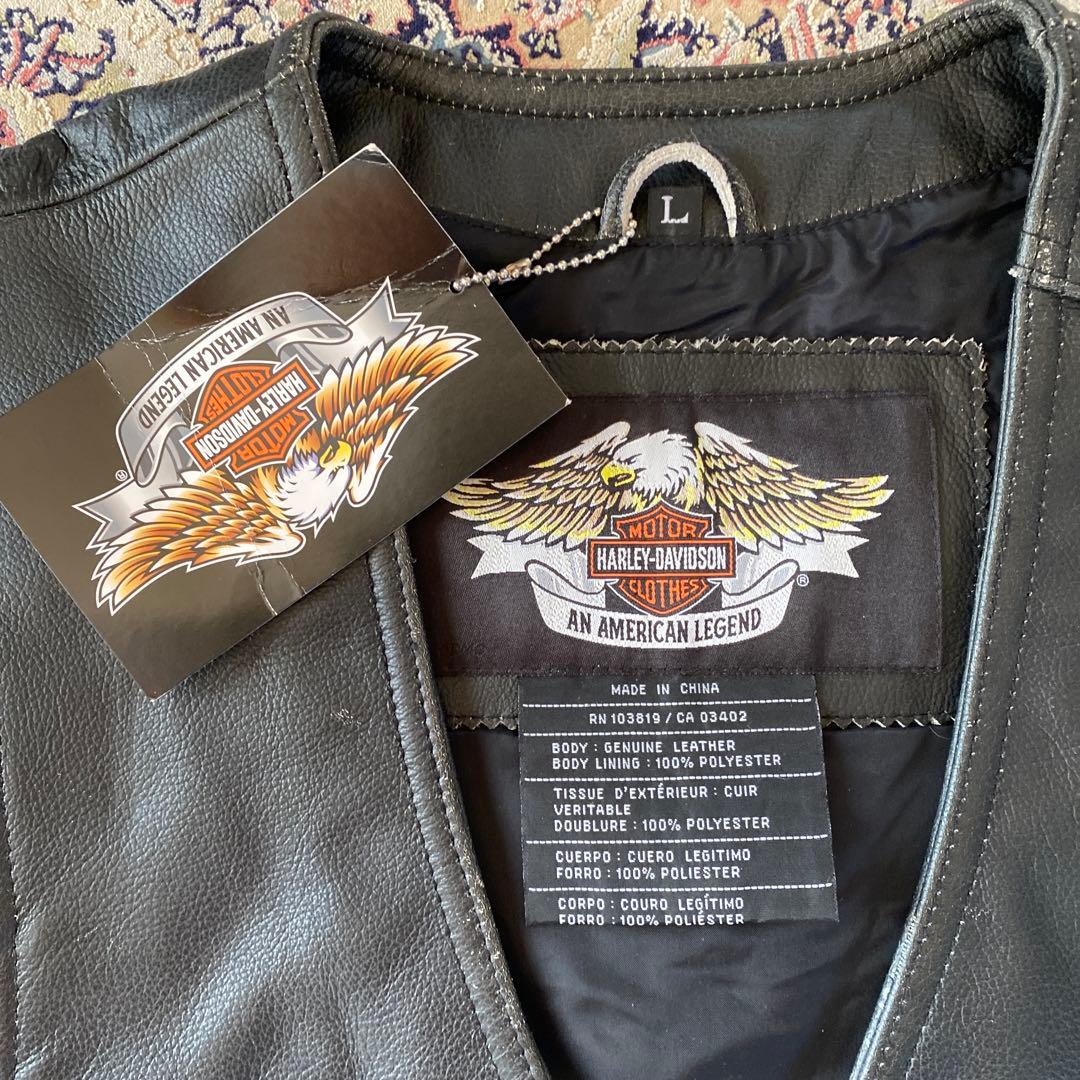 L
AN AMERICAN LEGEND
MOTOR
HARLEY-DAVIDSON
CLOTHES
®
MOTOR
HARLEY-DAVIDSON
CLOTHES
®
AN AMERICAN LEGEND
MADE IN CHINA
RN 103819 / CA 03402
BODY : GENUINE LEATHER
BODY LINING : 100% POLYESTER
TISSUE D'EXTÉRIEUR : CUIR
VERITABLE
DOUBLURE : 100% POLYESTER
CUERPO : CUERO LEGITIMO
FORRO : 100% POLIESTER
CORPO : COURO LEGÍTIMO
FORRO : 100% POLIÉSTER